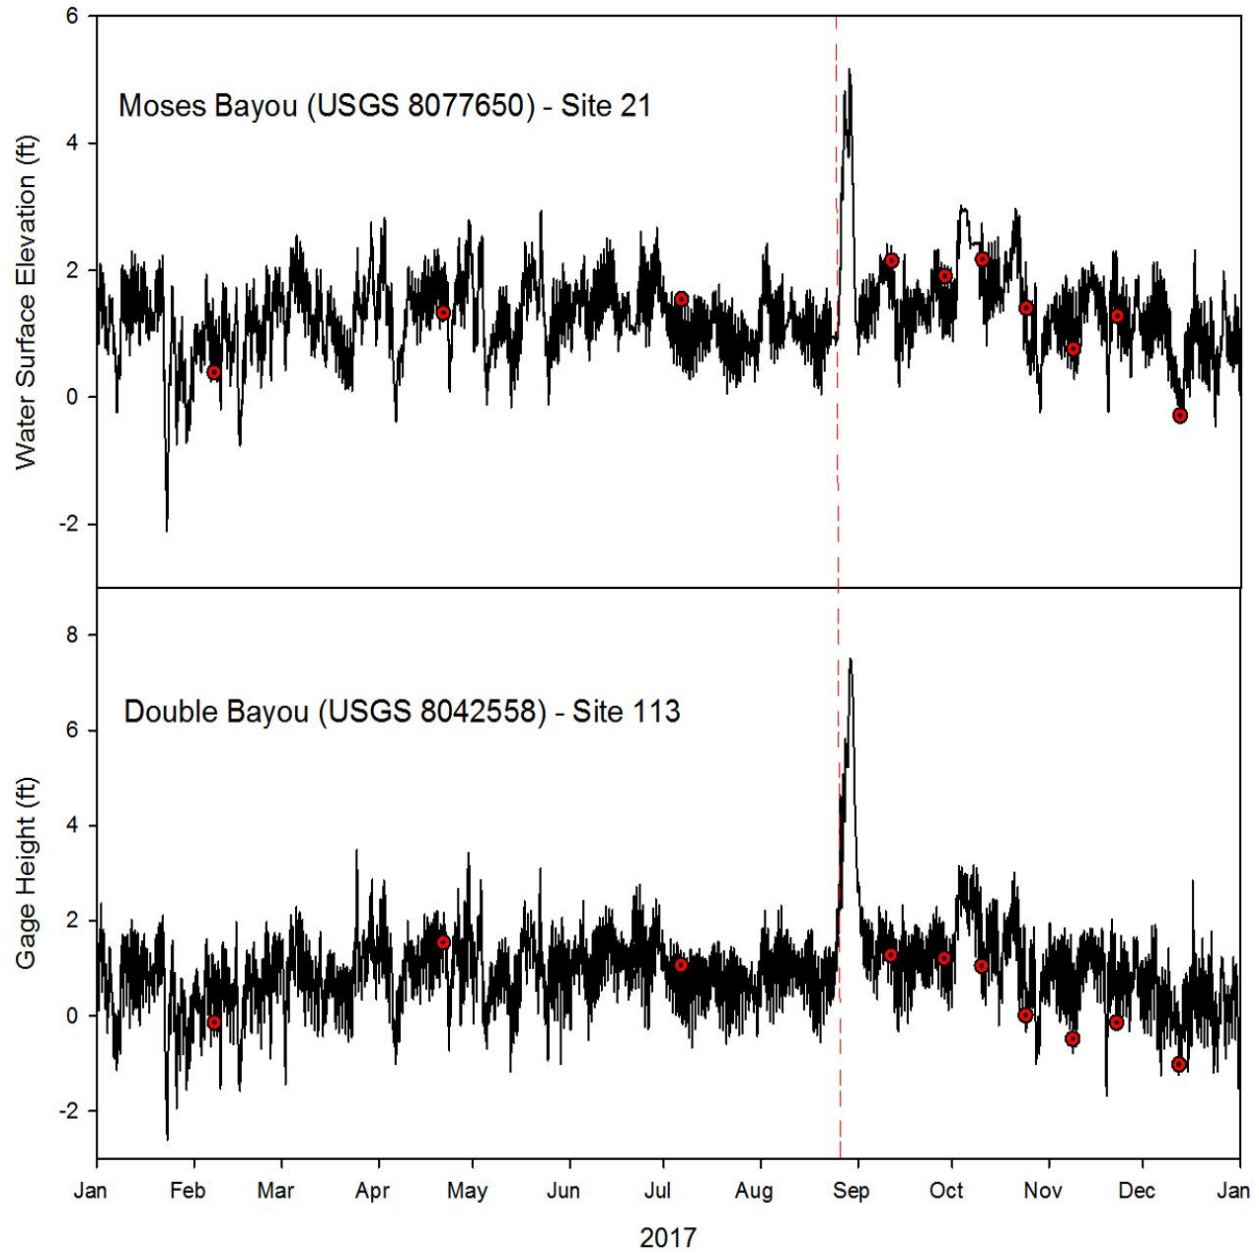 6
4
2
0
-2
Water Surface Elevation (ft)
Moses Bayou (USGS 8077650) - Site 21
8
6
4
2
0
-2
Gage Height (ft)
Double Bayou (USGS 8042558) - Site 113
Jan Feb Mar Apr May Jun Jul Aug Sep Oct Nov Dec Jan
2017